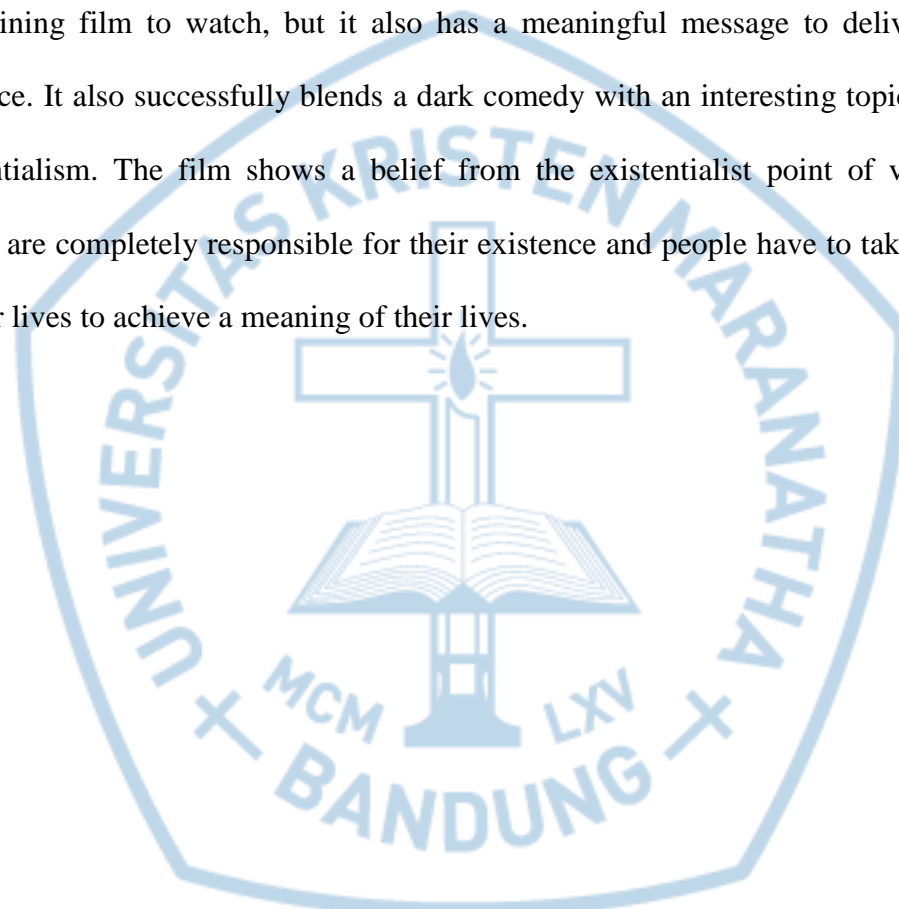 ining film to watch, but it also has a meaningful message to deliv
ce. It also successfully blends a dark comedy with an interesting topic
ntialism. The film shows a belief from the existentialist point of v
are completely responsible for their existence and people have to tak
r lives to achieve a meaning of their lives.
UNIVERSITAS KRISTEN MARANATHA
MCM LXV
BANDUNG